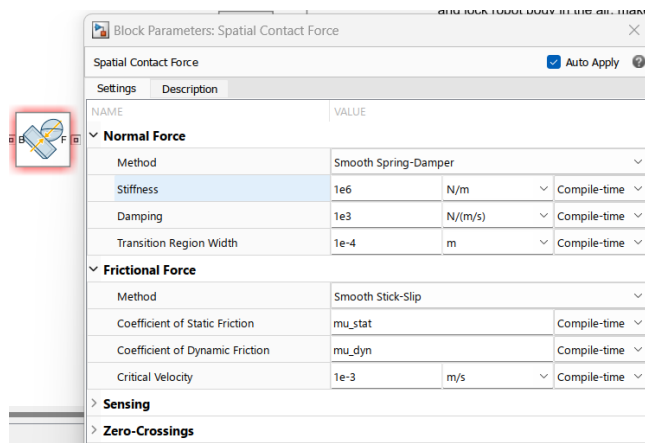 and lock robot body in the air, make
Block Parameters: Spatial Contact Force
Spatial Contact Force
Auto Apply
Settings Description
NAME VALUE
Normal Force
Method Smooth Spring-Damper
Stiffness 1e6 N/m Compile-time
Damping 1e3 N/(m/s) Compile-time
Transition Region Width 1e-4 m Compile-time
Frictional Force
Method Smooth Stick-Slip
Coefficient of Static Friction mu_stat Compile-time
Coefficient of Dynamic Friction mu_dyn Compile-time
Critical Velocity 1e-3 m/s Compile-time
Sensing
Zero-Crossings
B F